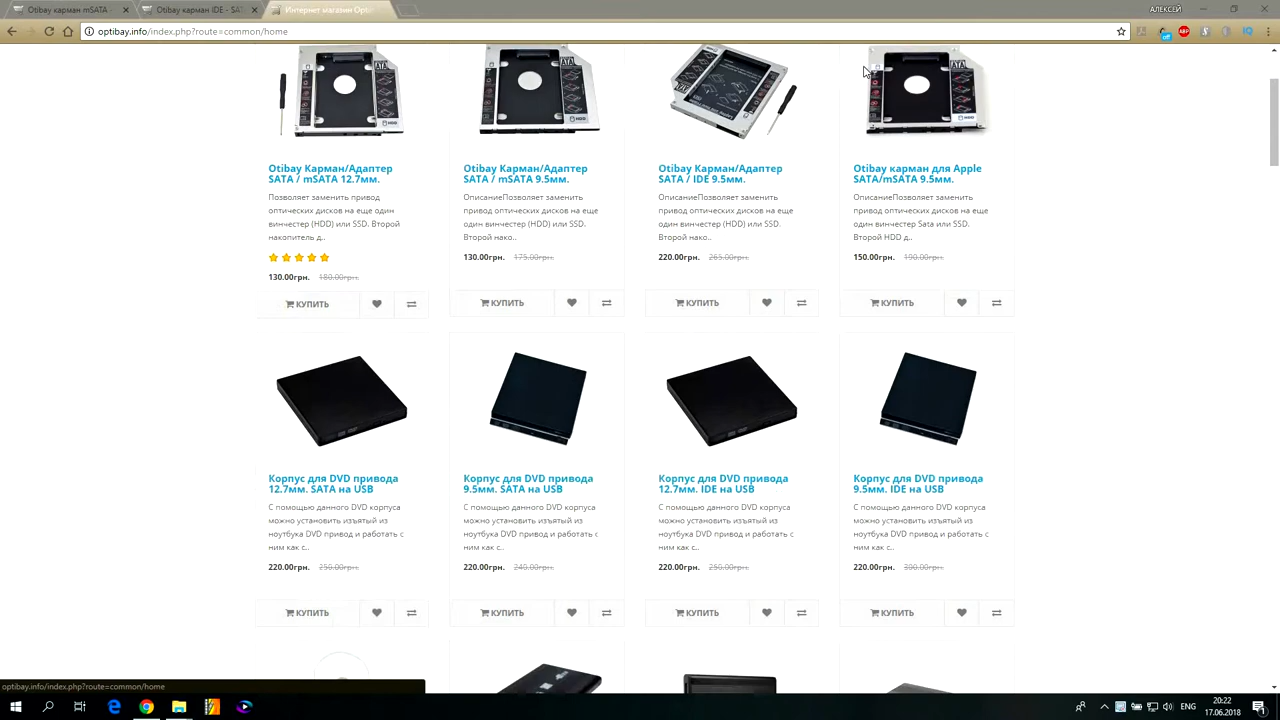 Otibay карман mSATA -
Otibay карман IDE - SAT
Интернет магазин Opti
АЛЕКСЕЙ
optibay.info/index.php?route=common/home
off
ABP
Otibay Карман/Адаптер
SATA / mSATA 12.7мм.
Позволяет заменить привод
оптических дисков на еще один
винчестер (HDD) или SSD. Второй
накопитель д..
130.00грн. 180.00грн.
КУПИТЬ
Otibay Карман/Адаптер
SATA / mSATA 9.5мм.
ОписаниеПозволяет заменить
привод оптических дисков на еще
один винчестер (HDD) или SSD.
Второй нако..
130.00грн. 175.00грн.
КУПИТЬ
Otibay Карман/Адаптер
SATA / IDE 9.5мм.
ОписаниеПозволяет заменить
привод оптических дисков на еще
один винчестер (HDD) или SSD.
Второй нако..
220.00грн. 265.00грн.
КУПИТЬ
Otibay карман для Apple
SATA/mSATA 9.5мм.
ОписаниеПозволяет заменить
привод оптических дисков на еще
один винчестер Sata или SSD.
Второй HDD д..
150.00грн. 190.00грн.
КУПИТЬ
Корпус для DVD привода
12.7мм. SATA на USB
С помощью данного DVD корпуса
можно установить изъятый из
ноутбука DVD привод и работать с
ним как с..
220.00грн. 250.00грн.
КУПИТЬ
Корпус для DVD привода
9.5мм. SATA на USB
С помощью данного DVD корпуса
можно установить изъятый из
ноутбука DVD привод и работать с
ним как с..
220.00грн. 240.00грн.
КУПИТЬ
Корпус для DVD привода
12.7мм. IDE на USB
С помощью данного DVD корпуса
можно установить изъятый из
ноутбука DVD привод и работать с
ним как с..
220.00грн. 250.00грн.
КУПИТЬ
Корпус для DVD привода
9.5мм. IDE на USB
С помощью данного DVD корпуса
можно установить изъятый из
ноутбука DVD привод и работать с
ним как с..
220.00грн. 300.00грн.
КУПИТЬ
optibay.info/index.php?route=common/home
ENG
20:22
17.06.2018